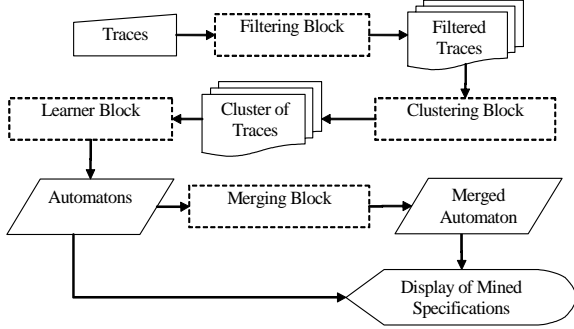 Traces
Filtering Block
Filtered
Traces
Learner Block
Cluster of
Traces
Clustering Block
Automatons
Merging Block
Merged
Automaton
Display of Mined
Specifications